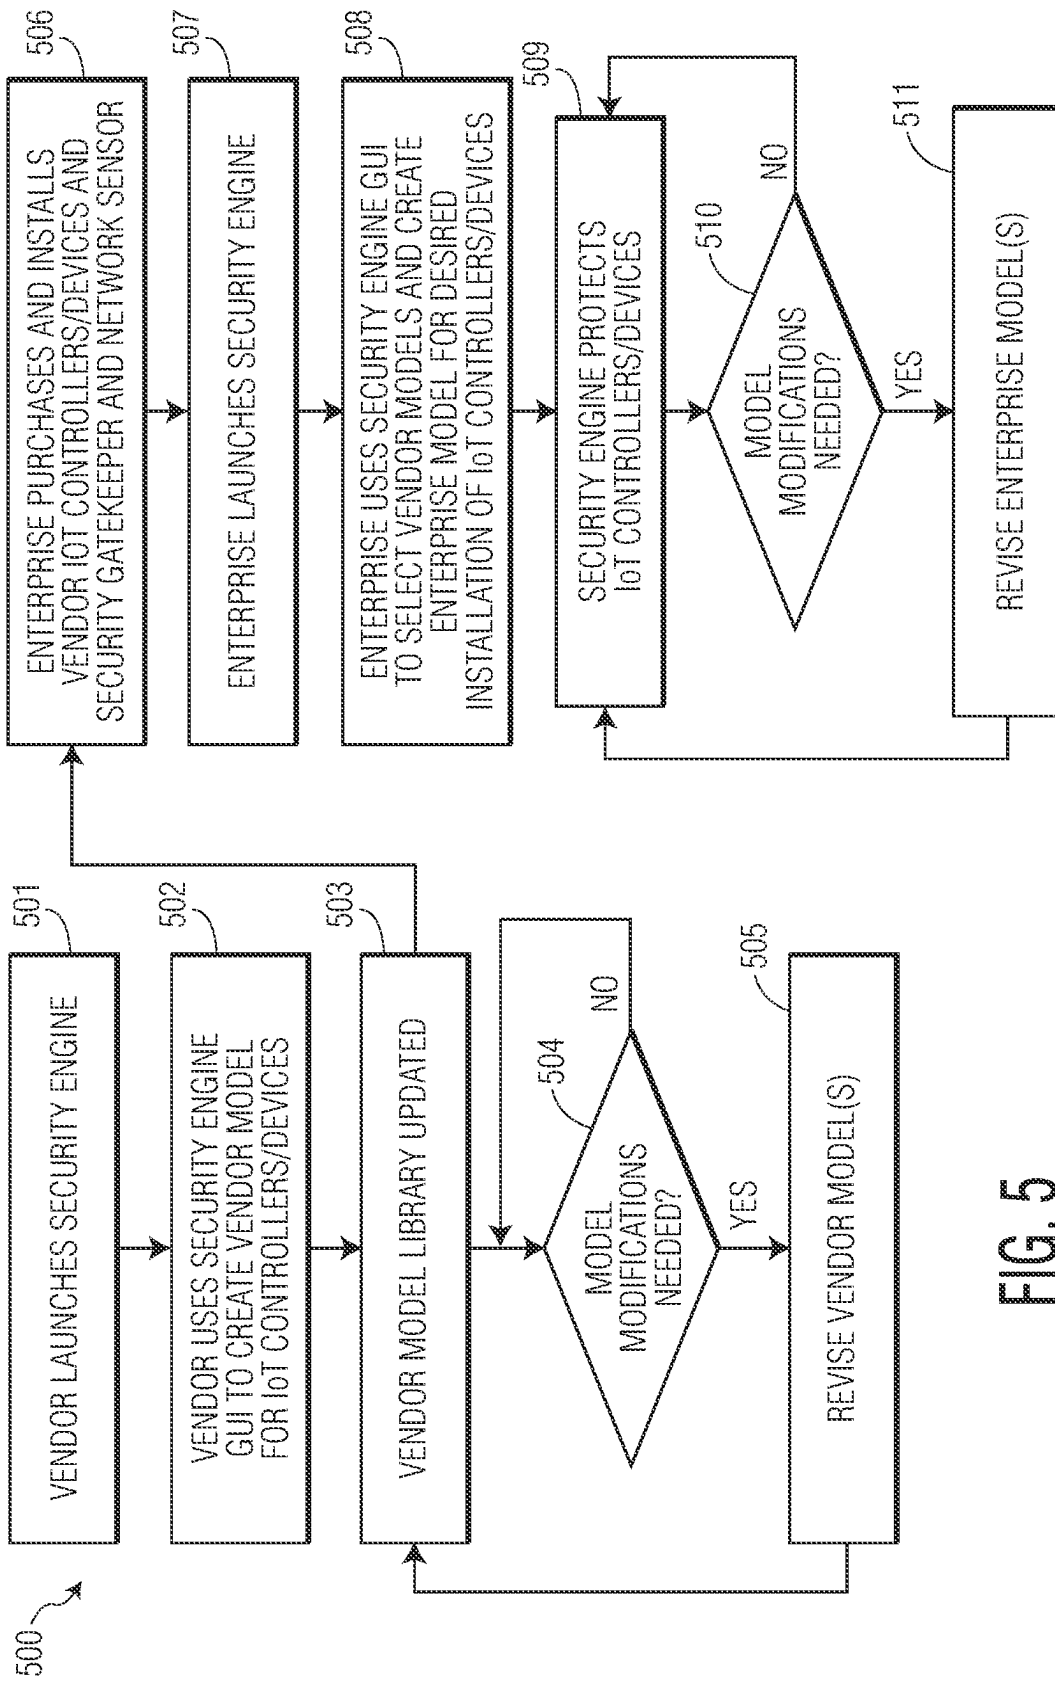 500
501
VENDOR LAUNCHES SECURITY ENGINE
502
VENDOR USES SECURITY ENGINE
GUI TO CREATE VENDOR MODEL
FOR IoT CONTROLLERS/DEVICES
503
VENDOR MODEL LIBRARY UPDATED
504
MODEL
MODIFICATIONS
NEEDED?
NO
YES
505
REVISE VENDOR MODEL(S)
506
ENTERPRISE PURCHASES AND INSTALLS
VENDOR IOT CONTROLLERS/DEVICES AND
SECURITY GATEKEEPER AND NETWORK SENSOR
507
ENTERPRISE LAUNCHES SECURITY ENGINE
508
ENTERPRISE USES SECURITY ENGINE GUI
TO SELECT VENDOR MODELS AND CREATE
ENTERPRISE MODEL FOR DESIRED
INSTALLATION OF IoT CONTROLLERS/DEVICES
509
SECURITY ENGINE PROTECTS
IoT CONTROLLERS/DEVICES
510
MODEL
MODIFICATIONS
NEEDED?
NO
YES
511
REVISE ENTERPRISE MODEL(S)
FIG. 5